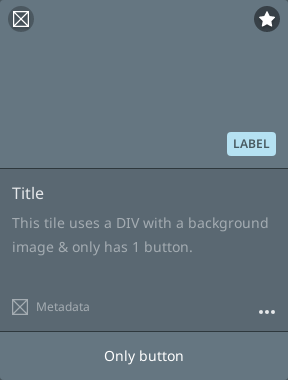 LABEL
Title
This tile uses a DIV with a background
image & only has 1 button.
Metadata
Only button